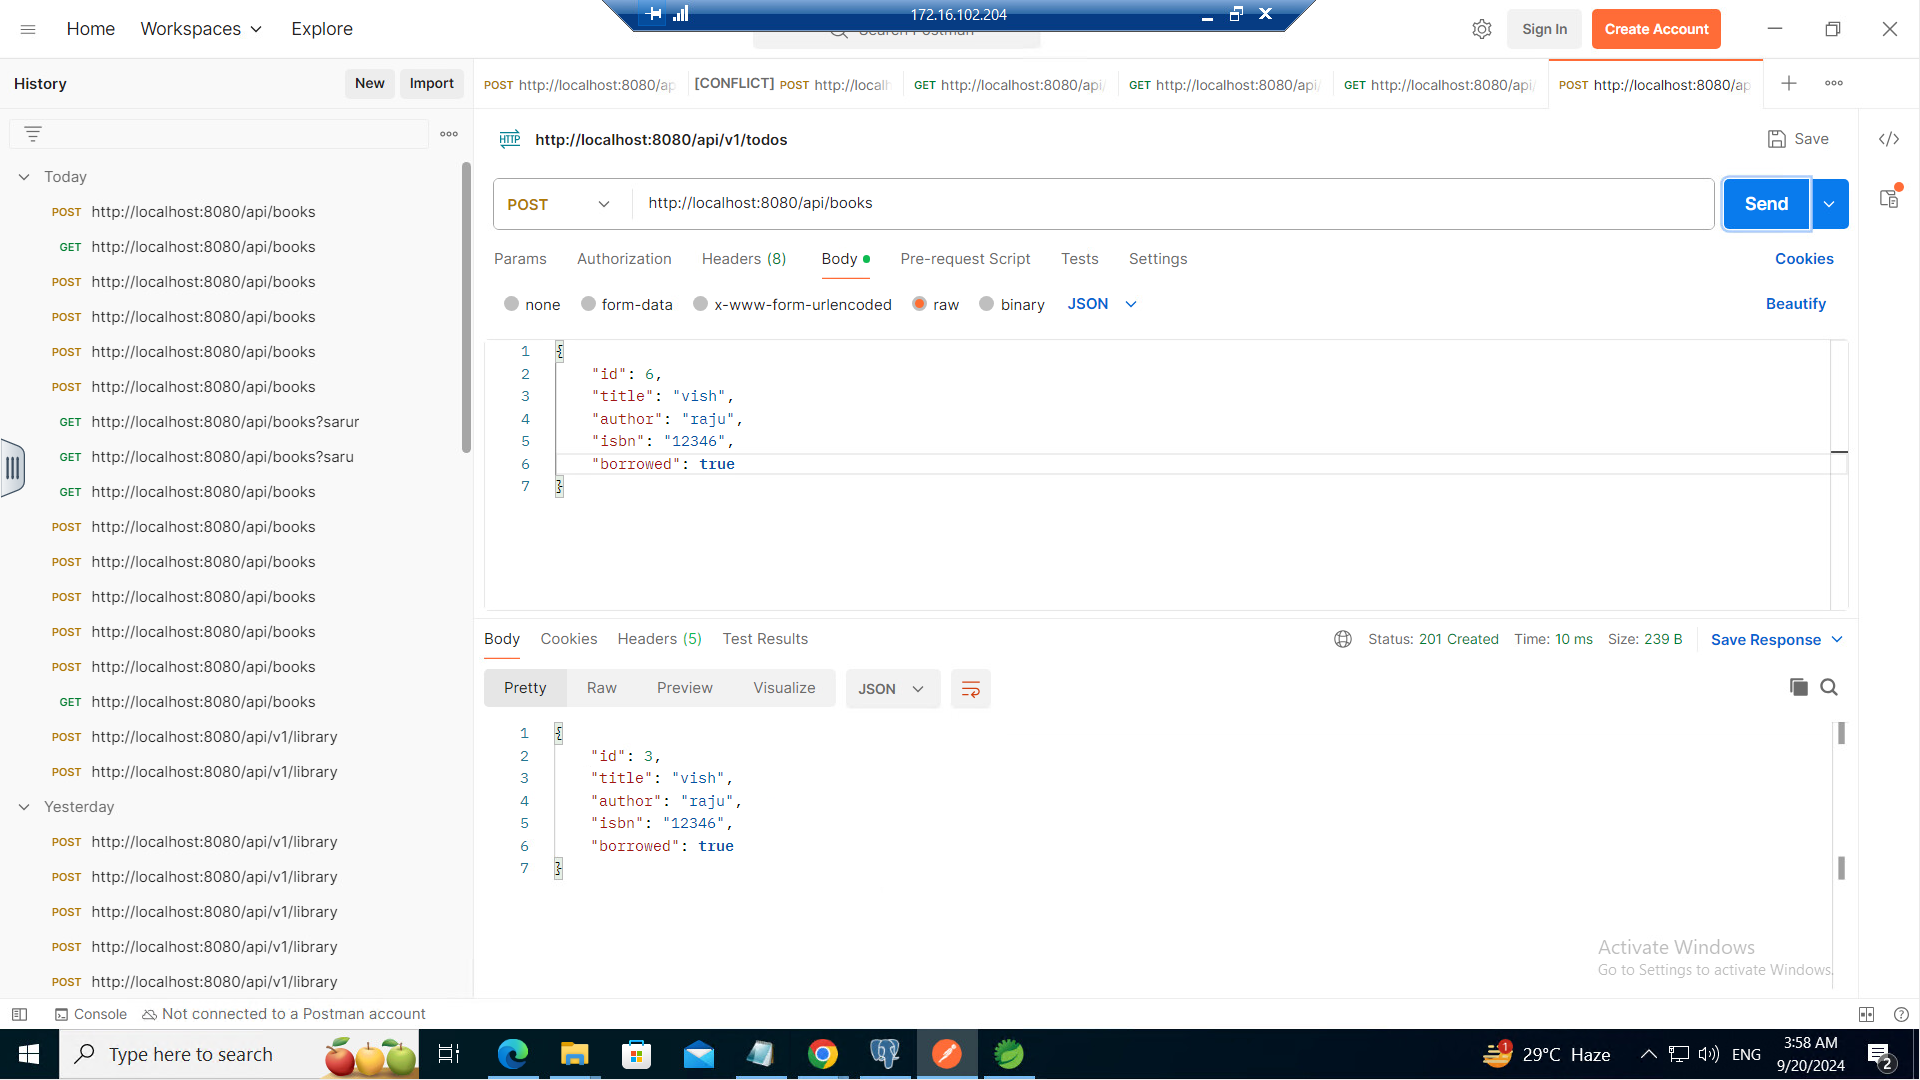 172.16.102.204
Home Workspaces Explore
Search Postman
Sign In Create Account
History New Import
POST http://localhost:8080/ap [CONFLICT] POST http://localh GET http://localhost:8080/api/ GET http://localhost:8080/api/ GET http://localhost:8080/api/ POST http://localhost:8080/ap
HTTP http://localhost:8080/api/v1/todos Save
Today
POST http://localhost:8080/api/books
GET http://localhost:8080/api/books
POST http://localhost:8080/api/books
POST http://localhost:8080/api/books
POST http://localhost:8080/api/books
POST http://localhost:8080/api/books
GET http://localhost:8080/api/books?sarur
GET http://localhost:8080/api/books?saru
GET http://localhost:8080/api/books
POST http://localhost:8080/api/books
POST http://localhost:8080/api/books
POST http://localhost:8080/api/books
POST http://localhost:8080/api/books
POST http://localhost:8080/api/books
GET http://localhost:8080/api/books
POST http://localhost:8080/api/v1/library
POST http://localhost:8080/api/v1/library
Yesterday
POST http://localhost:8080/api/v1/library
POST http://localhost:8080/api/v1/library
POST http://localhost:8080/api/v1/library
POST http://localhost:8080/api/v1/library
POST http://localhost:8080/api/v1/library
POST http://localhost:8080/api/books Send
Params Authorization Headers (8) Body Pre-request Script Tests Settings Cookies
none form-data x-www-form-urlencoded raw binary JSON Beautify
1 {
2 "id": 6,
3 "title": "vish",
4 "author": "raju",
5 "isbn": "12346",
6 "borrowed": true
7 }
Body Cookies Headers (5) Test Results Status: 201 Created Time: 10 ms Size: 239 B Save Response
Pretty Raw Preview Visualize JSON
1 {
2 "id": 3,
3 "title": "vish",
4 "author": "raju",
5 "isbn": "12346",
6 "borrowed": true
7 }
Activate Windows
Go to Settings to activate Windows.
Console Not connected to a Postman account
Type here to search
1 29°C Haze ENG
3:58 AM
9/20/2024
2